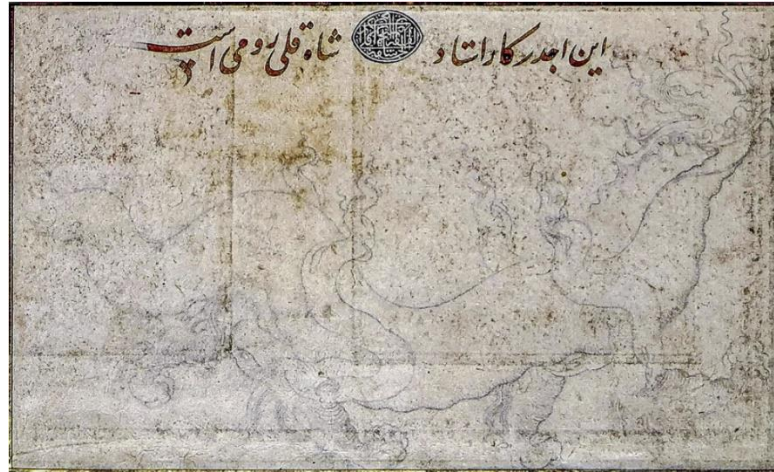 این اجدر کار استاد شاه قلی رومی است